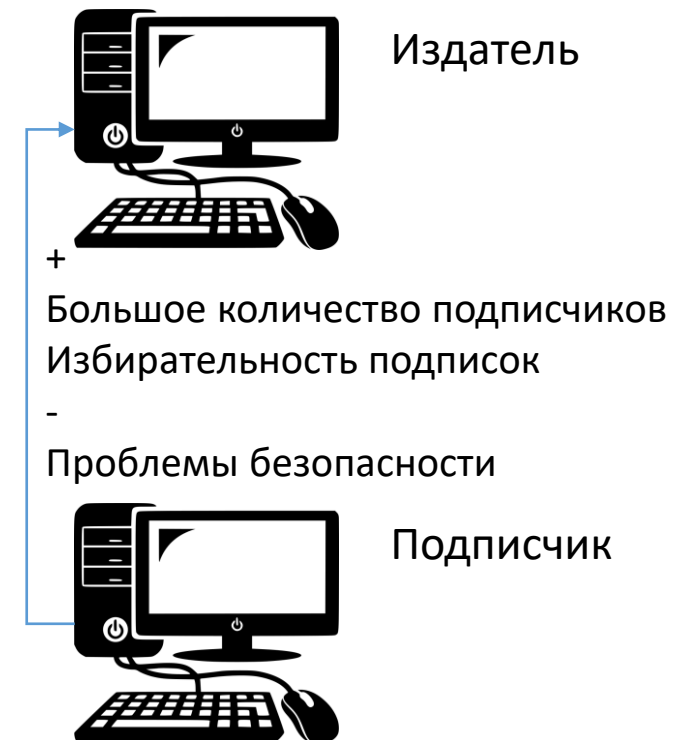 Издатель
+
Большое количество подписчиков
Избирательность подписок
-
Проблемы безопасности
Подписчик